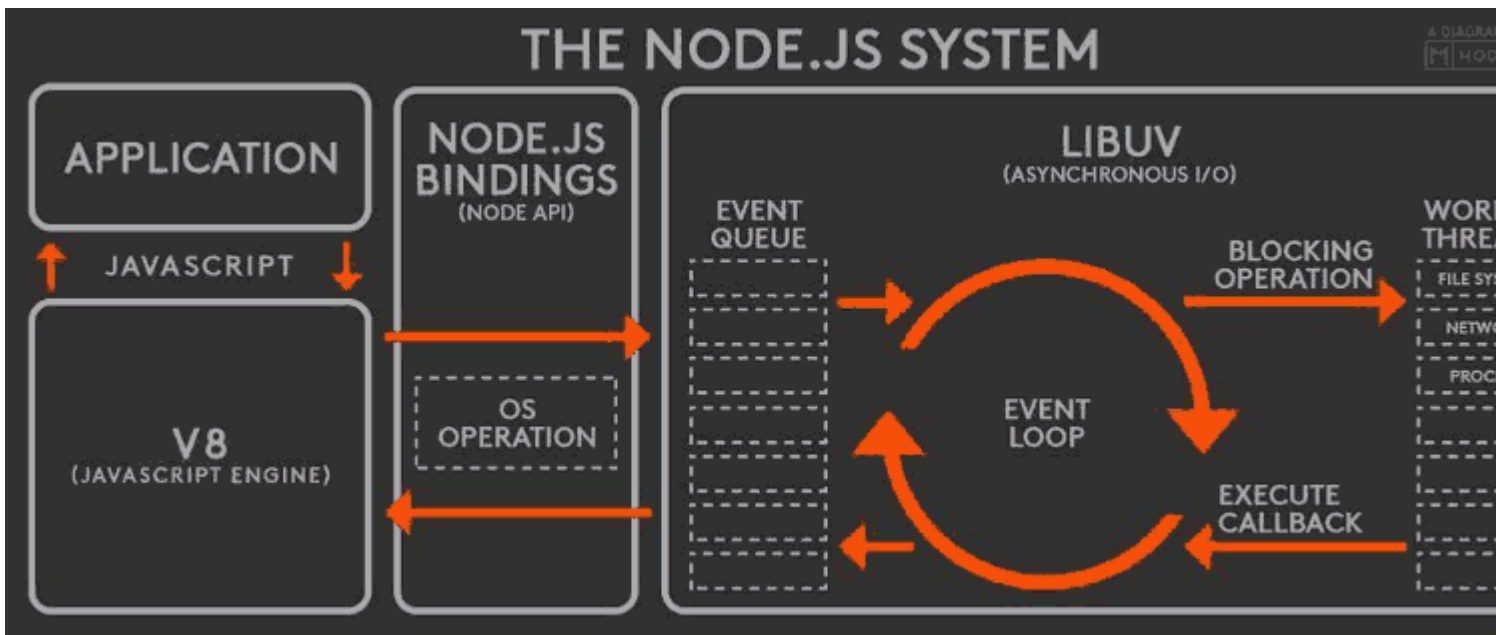 THE NODE.JS SYSTEM
APPLICATION
JAVASCRIPT
V8
(JAVASCRIPT ENGINE)
NODE.JS
BINDINGS
(NODE API)
OS
OPERATION
LIBUV
(ASYNCHRONOUS I/O)
EVENT
QUEUE
EVENT
LOOP
BLOCKING
OPERATION
EXECUTE
CALLBACK
FILE